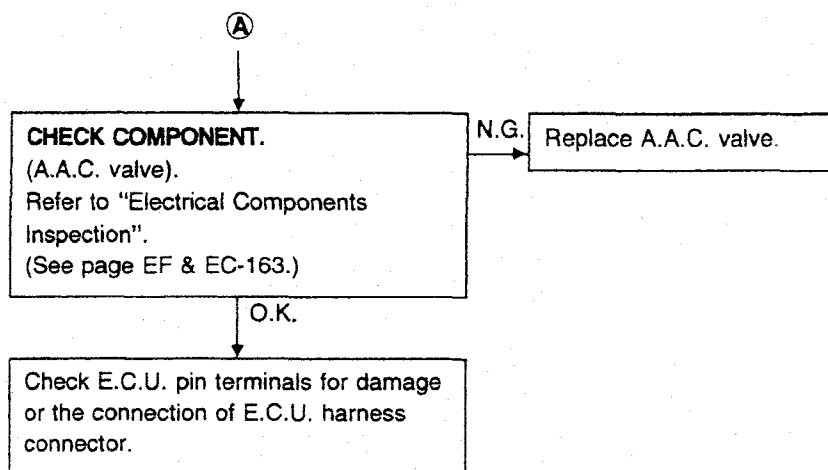 A
CHECK COMPONENT.
(A.A.C. valve).
Refer to "Electrical Components
Inspection".
(See page EF & EC-163.)
N.G.
Replace A.A.C. valve.
O.K.
Check E.C.U. pin terminals for damage
or the connection of E.C.U. harness
connector.